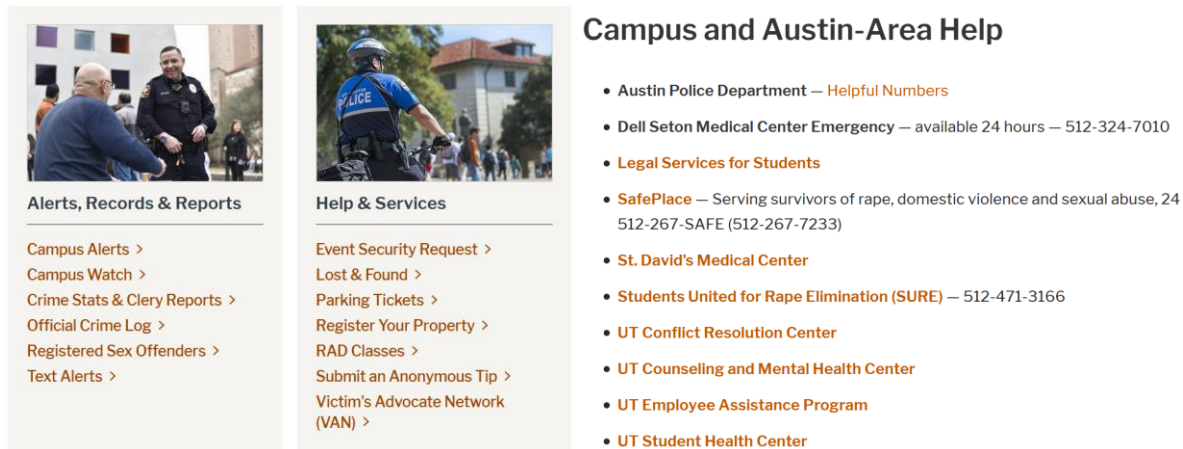 POLICE
Alerts, Records & Reports
Campus Alerts >
Campus Watch >
Crime Stats & Clery Reports >
Official Crime Log >
Registered Sex Offenders >
Text Alerts >
Help & Services
Event Security Request >
Lost & Found >
Parking Tickets >
Register Your Property >
RAD Classes >
Submit an Anonymous Tip >
Victim's Advocate Network
(VAN) >
Campus and Austin-Area Help
• Austin Police Department — Helpful Numbers
• Dell Seton Medical Center Emergency — available 24 hours — 512-324-7010
• Legal Services for Students
• SafePlace — Serving survivors of rape, domestic violence and sexual abuse, 24
512-267-SAFE (512-267-7233)
• St. David's Medical Center
• Students United for Rape Elimination (SURE) — 512-471-3166
• UT Conflict Resolution Center
• UT Counseling and Mental Health Center
• UT Employee Assistance Program
• UT Student Health Center